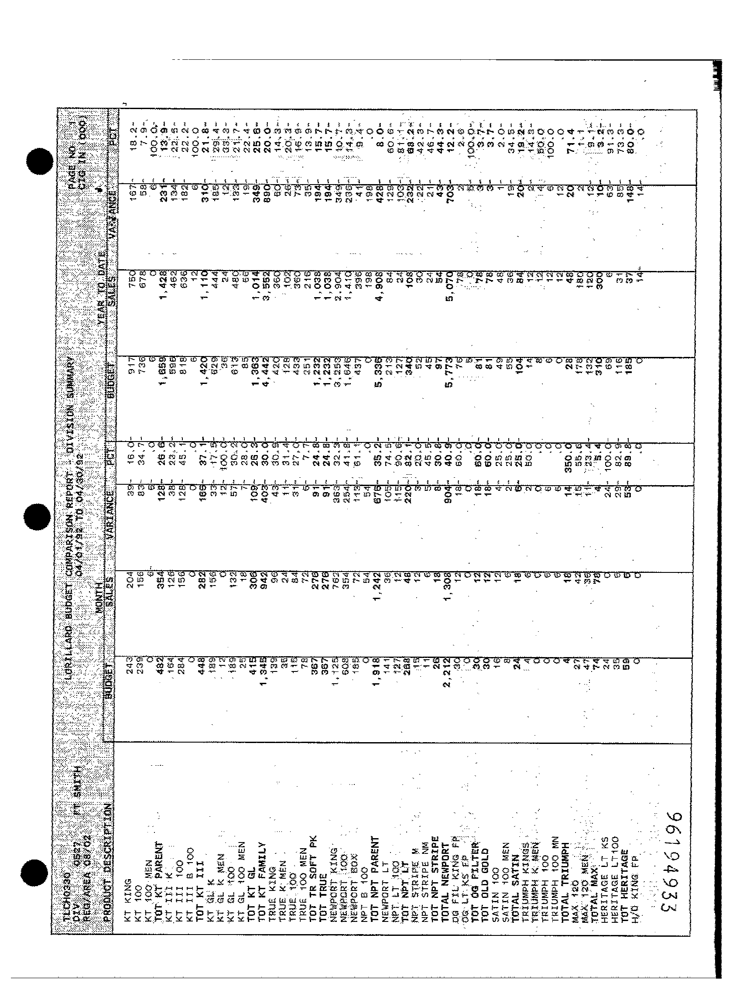 TLCH0330 LORILLARD BUDGET COMPARISON REPORT - DIVISION SUMMARY PAGE NO. 1
DIV 0527 FT SMITH 04/01/92 TO 04/30/92 CIG IN (000)
REG/AREA 08/02
MONTH YEAR TO DATE
PRODUCT DESCRIPTION BUDGET SALES VARIANCE PCT BUDGET SALES VARIANCE PCT
KT KING 243 204 39- 16.0- 917 750 167- 18.2-
KT 100 239 156 83- 34.7- 736 678 58- 7.9-
KT 100 MEN 0 6- 6- .0 6 0 6- 100.0-
TOT KT PARENT 482 354 128- 26.6- 1,659 1,428 231- 13.9-
KT III K 164 126 38- 23.2- 596 462 134- 22.5-
KT III 100 284 156 128- 45.1- 818 636 182- 22.2-
KT III B 100 0 0 0 .0 6 12 6 100.0
TOT KT III 448 282 166- 37.1- 1,420 1,110 310- 21.8-
KT GL K 189 156 33- 17.5- 629 444 185- 29.4-
KT GL K MEN 12 0 12- 100.0- 36 24 12- 33.3-
KT GL 100 189 132 57- 30.2- 613 480 133- 21.7-
KT GL 100 MEN 25 18 7- 28.0- 85 66 19- 22.4-
TOT KT GL 415 306 109- 26.3- 1,363 1,014 349- 25.6-
TOT KT FAMILY 1,345 942 403- 30.0- 4,442 3,552 890- 20.0-
TRUE KING 139 96 43- 30.9- 420 360 60- 14.3-
TRUE K MEN 35 24 11- 31.4- 128 102 26- 20.3-
TRUE 100 115 84 31- 27.0- 433 360 73- 16.9-
TRUE 100 MEN 78 72 6- 7.7- 251 216 35- 13.9-
TOT TR SOFT PK 367 276 91- 24.8- 1,232 1,038 194- 15.7-
TOT TRUE 367 276 91- 24.8- 1,232 1,038 194- 15.7-
NEWPORT KING 1,125 762 363- 32.3- 3,253 2,904 349- 10.7-
NEWPORT 100 608 354 254- 41.8- 1,646 1,410 236- 14.3-
NEWPORT BOX 185 72 113- 61.1- 437 396 41- 9.4-
NPT B 100 0 54 54 .0 0 198 198 .0
TOT NPT PARENT 1,918 1,242 676- 35.2- 5,336 4,908 428- 8.0-
NEWPORT LT 141 36 105- 74.5- 213 84 129- 60.6-
NPT LT 100 127 12 115- 90.6- 127 24 103- 81.1-
TOT NPT LT 268 48 220- 82.1- 340 108 232- 68.2-
NPT STRIPE M 15 12 3- 20.0- 52 30 22- 42.3-
NPT STRIPE NM 11 6 5- 45.5- 45 24 21- 46.7-
TOT NPT STRIPE 26 18 8- 30.8- 97 54 43- 44.3-
TOTAL NEWPORT 2,212 1,308 904- 40.9- 5,773 5,070 703- 12.2-
OG FIL KING FP 30 12 18- 60.0- 76 78 2 2.6
OG LT KS FP 0 0 0 .0 5 0 5- 100.0-
TOT OG FILTER 30 12 18- 60.0- 81 78 3- 3.7-
TOT OLD GOLD 30 12 18- 60.0- 81 78 3- 3.7-
SATIN 100 16 12 4- 25.0- 49 48 1- 2.0-
SATIN 100 MEN 8 6 2- 25.0- 55 36 19- 34.5-
TOTAL SATIN 24 18 6- 25.0- 104 84 20- 19.2-
TRIUMPH KINGS 4 6 2 50.0 14 12 2- 14.3-
TRIUMPH K MEN 0 0 0 .0 8 12 4 50.0
TRIUMPH 100 0 6 6 .0 6 12 6 100.0
TRIUMPH 100 MN 0 6 6 .0 0 12 12 .0
TOTAL TRIUMPH 4 18 14 350.0 28 48 20 71.4
MAX 120 27 42 15 55.6 178 180 2 1.1
MAX 120 MEN 47 36 11- 23.4- 132 120 12- 9.1-
TOTAL MAX 74 78 4 5.4 310 300 10- 3.2-
HERITAGE LT KS 24 0 24- 100.0- 69 6 63- 91.3-
HERITAGE LT100 35 6 29- 82.9- 116 31 85- 73.3-
TOT HERITAGE 59 6 53- 89.8- 185 37 148- 80.0-
H/D KING FP 0 0 0 .0 0 14- 14- .0
96194933